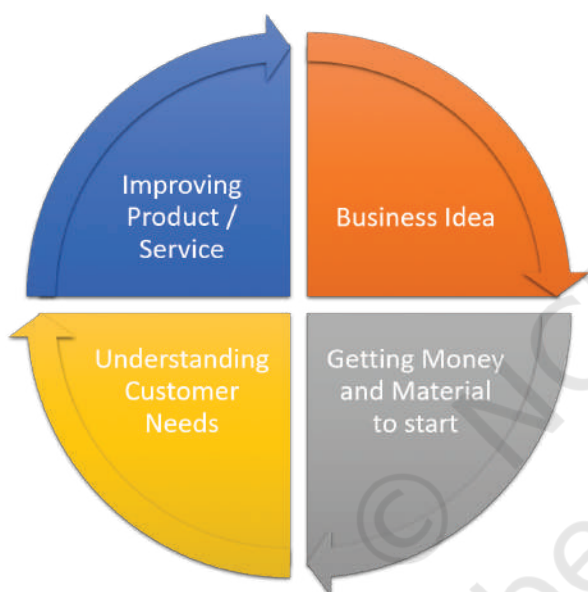 Improving
Product /
Service
Business Idea
Understanding
Customer
Needs
Getting Money
and Material
to start
©